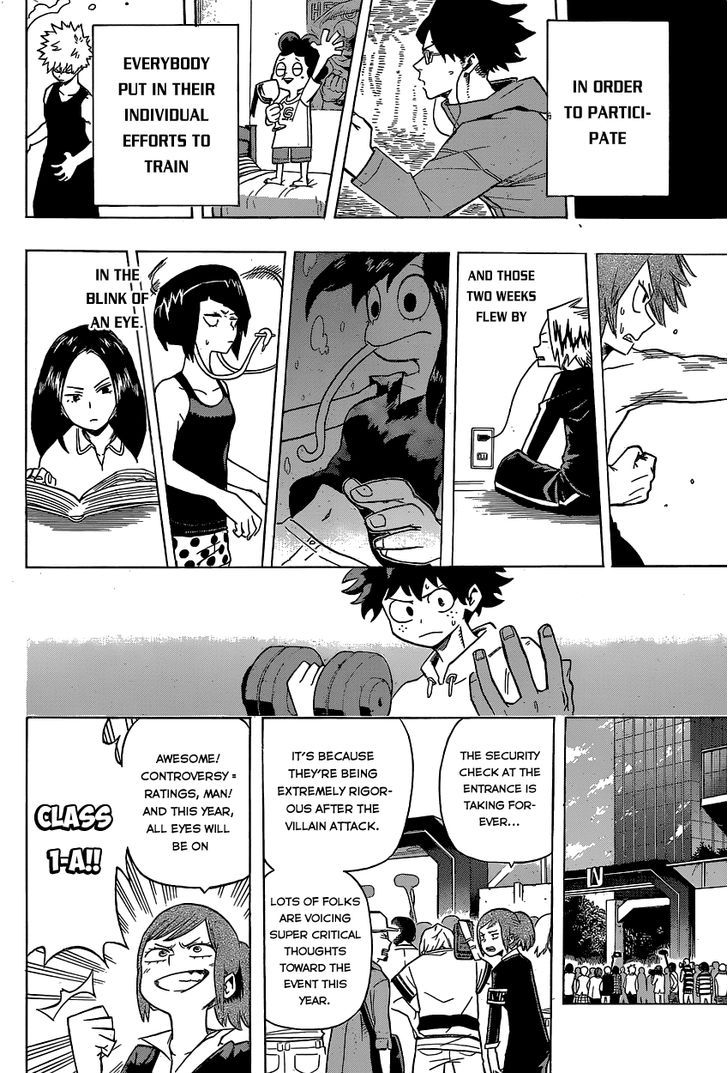 IN ORDER
TO PARTICI-
PATE
EVERYBODY
PUT IN THEIR
INDIVIDUAL
EFFORTS TO
TRAIN
AND THOSE
TWO WEEKS
FLEW BY
IN THE
BLINK OF
AN EYE.
THE SECURITY
CHECK AT THE
ENTRANCE IS
TAKING FOR-
EVER...
IT'S BECAUSE
THEY'RE BEING
EXTREMELY RIGOR-
OUS AFTER THE
VILLAIN ATTACK.
LOTS OF FOLKS
ARE VOICING
SUPER CRITICAL
THOUGHTS
TOWARD THE
EVENT THIS
YEAR.
AWESOME!
CONTROVERSY =
RATINGS, MAN!
AND THIS YEAR,
ALL EYES WILL
BE ON
CLASS
1-A!!